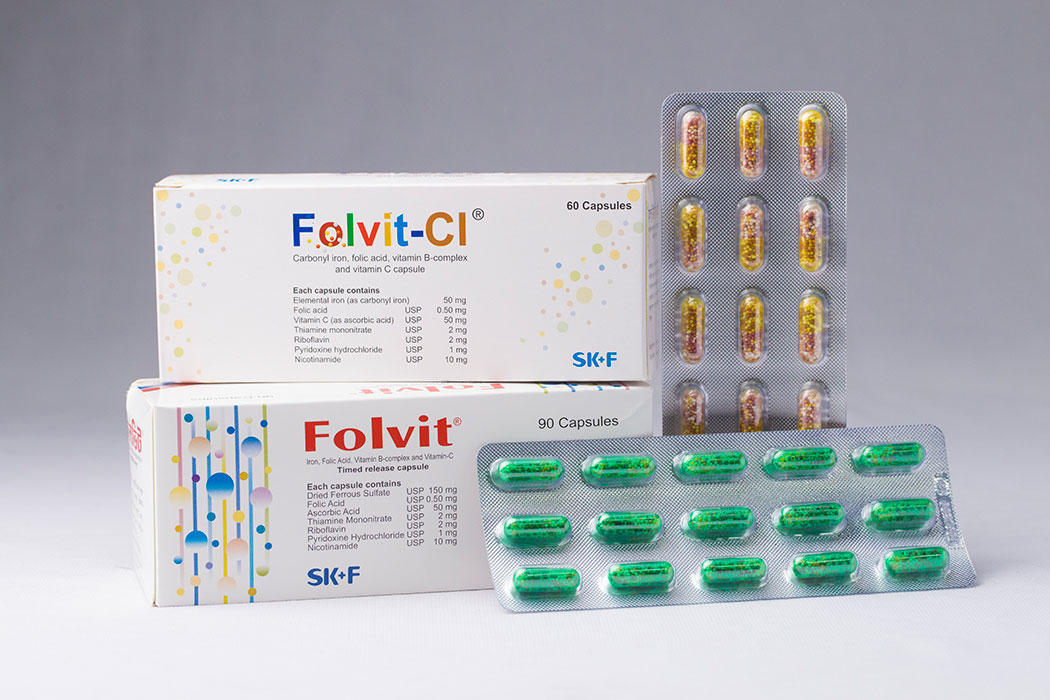 SK+F
60 Capsules
Folvit-CI®
Carbonyl iron, folic acid, vitamin B-complex
and vitamin C capsule
Each capsule contains
Elemental iron (as carbonyl iron) 50 mg
Folic acid USP 0.50 mg
Vitamin C (as ascorbic acid) USP 50 mg
Thiamine mononitrate USP 2 mg
Riboflavin USP 2 mg
Pyridoxine hydrochloride USP 1 mg
Nicotinamide USP 10 mg
SK+F
90 Capsules
Folvit
Folvit®
90 Capsules
Iron, Folic Acid, Vitamin B-complex and Vitamin-C
Timed release capsule
Each capsule contains
Dried Ferrous Sulfate USP 150 mg
Folic Acid USP 0.50 mg
Ascorbic Acid USP 50 mg
Thiamine Mononitrate USP 2 mg
Riboflavin USP 2 mg
Pyridoxine Hydrochloride USP 1 mg
Nicotinamide USP 10 mg
SK+F